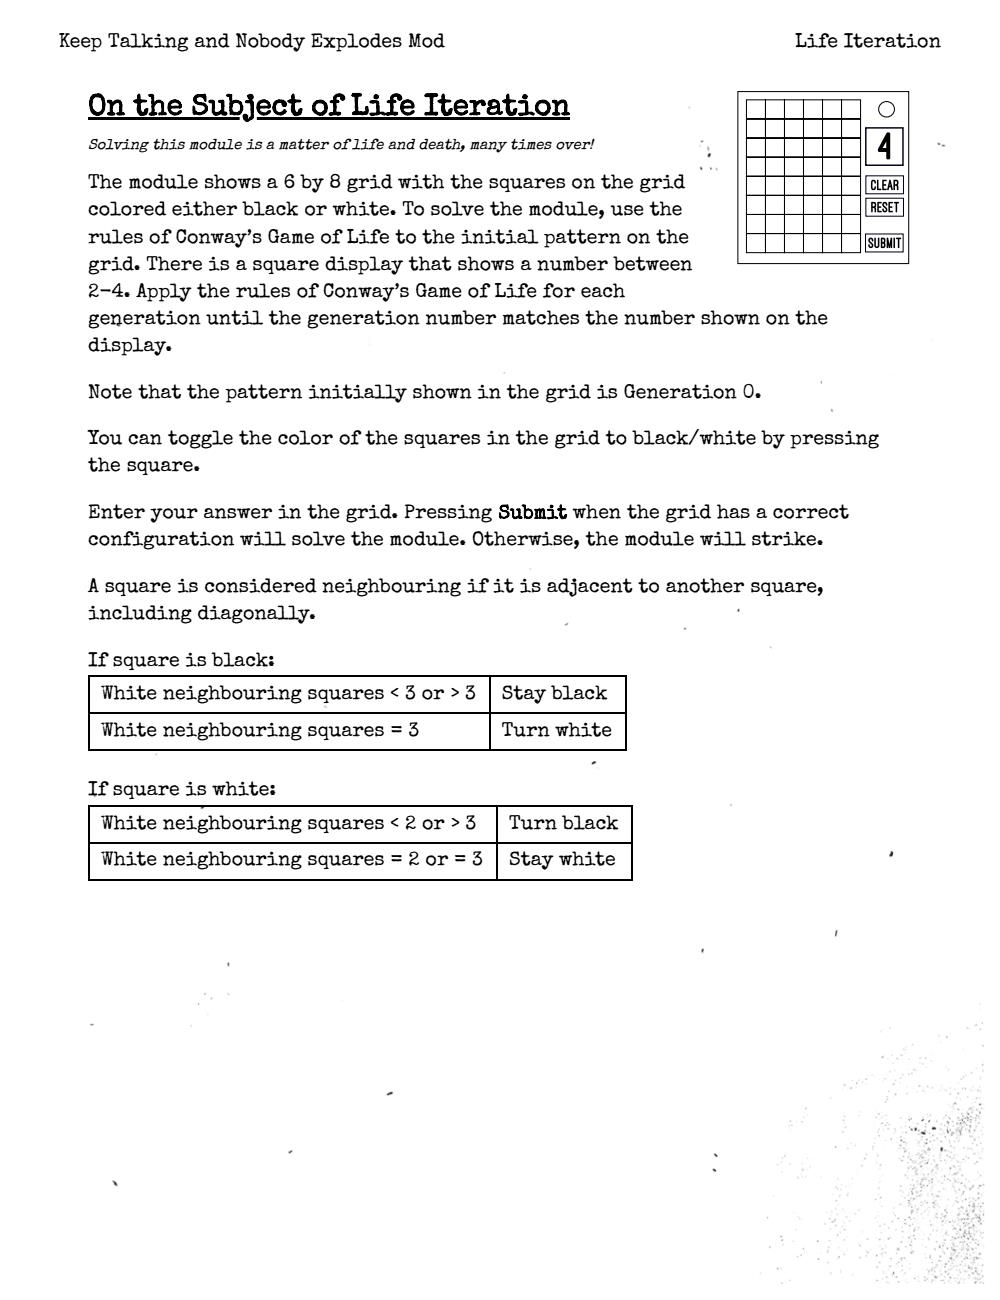 Keep Talking and Nobody Explodes Mod
Life Iteration
On the Subject of Life Iteration
Solving this module is a matter of life and death, many times over!
The module shows a 6 by 8 grid with the squares on the grid
colored either black or white. To solve the module, use the
rules of Conway's Game of Life to the initial pattern on the
grid. There is a square display that shows a number between
2-4. Apply the rules of Conway's Game of Life for each
generation until the generation number matches the number shown on the
display.
4
CLEAR
RESET
SUBMIT
Note that the pattern initially shown in the grid is Generation 0.
You can toggle the color of the squares in the grid to black/white by pressing
the square.
Enter your answer in the grid. Pressing Submit when the grid has a correct
configuration will solve the module. Otherwise, the module will strike.
A square is considered neighbouring if it is adjacent to another square,
including diagonally.
If square is black:
White neighbouring squares < 3 or > 3 Stay black
White neighbouring squares = 3 Turn white
If square is white:
White neighbouring squares < 2 or > 3 Turn black
White neighbouring squares = 2 or = 3 Stay white